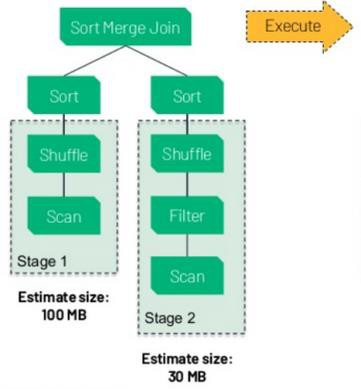 Sort Merge Join
Execute
Sort
Sort
Shuffle
Scan
Stage 1
Estimate size:
100 MB
Shuffle
Filter
Scan
Stage 2
Estimate size:
30 MB